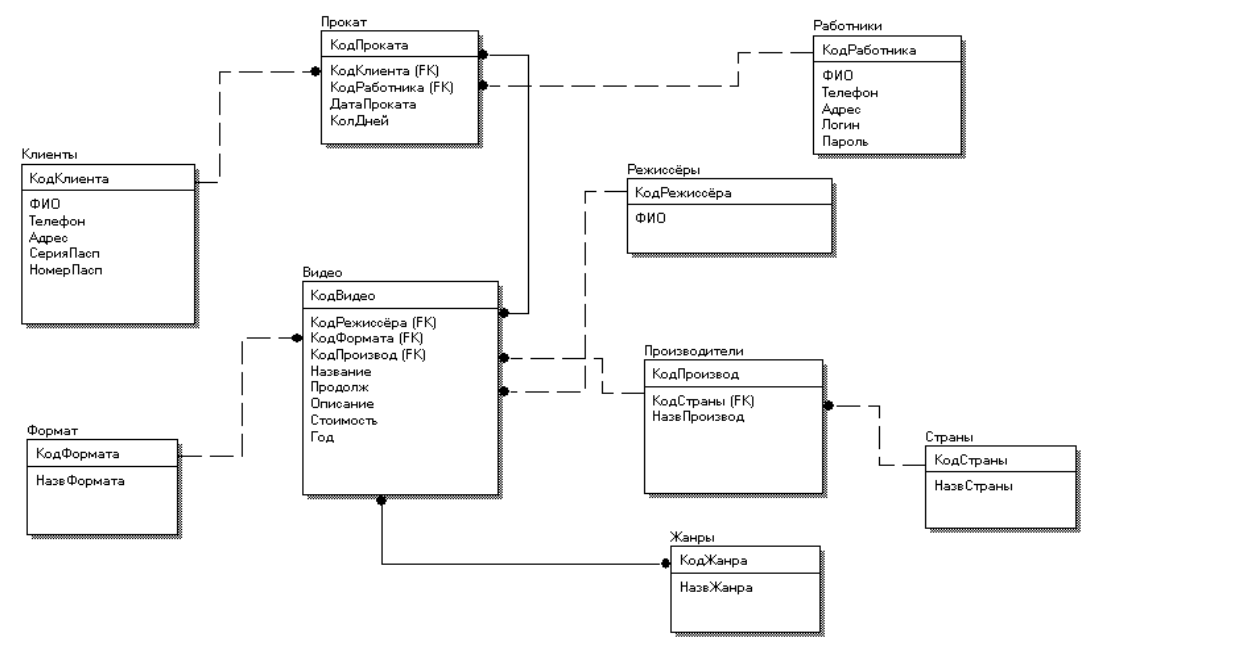 Прокат
КодПроката
КодКлиента (FK)
КодРаботника (FK)
ДатаПроката
КолДней
Работники
КодРаботника
ФИО
Телефон
Адрес
Логин
Пароль
Клиенты
КодКлиента
ФИО
Телефон
Адрес
СерияПасп
НомерПасп
Режиссёры
КодРежиссёра
ФИО
Видео
КодВидео
КодРежиссёра (FK)
КодФормата (FK)
КодПроизвод (FK)
Название
Продолж
Описание
Стоимость
Год
Производители
КодПроизвод
КодСтраны (FK)
НазвПроизвод
Формат
КодФормата
НазвФормата
Страны
КодСтраны
НазвСтраны
Жанры
КодЖанра
НазвЖанра